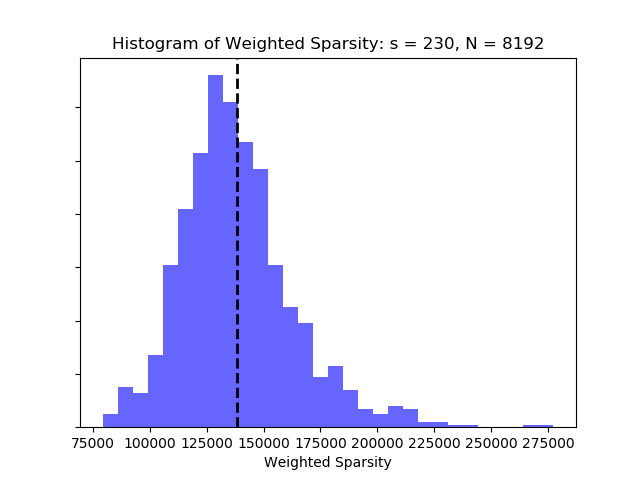 Histogram of Weighted Sparsity: s = 230, N = 8192
75000 100000 125000 150000 175000 200000 225000 250000 275000
Weighted Sparsity